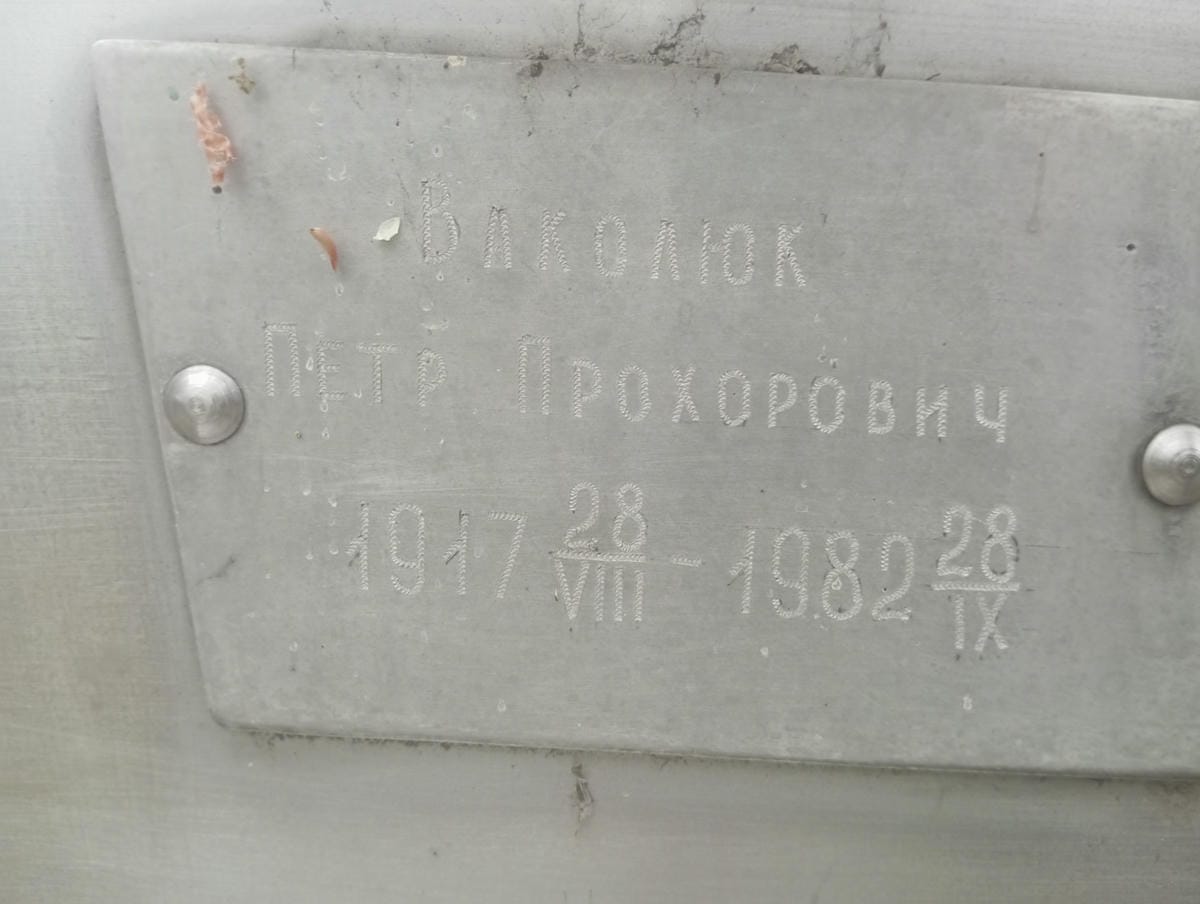 Ваколюк
Петр Прохорович
1917 28/VIII - 1982 28/IX